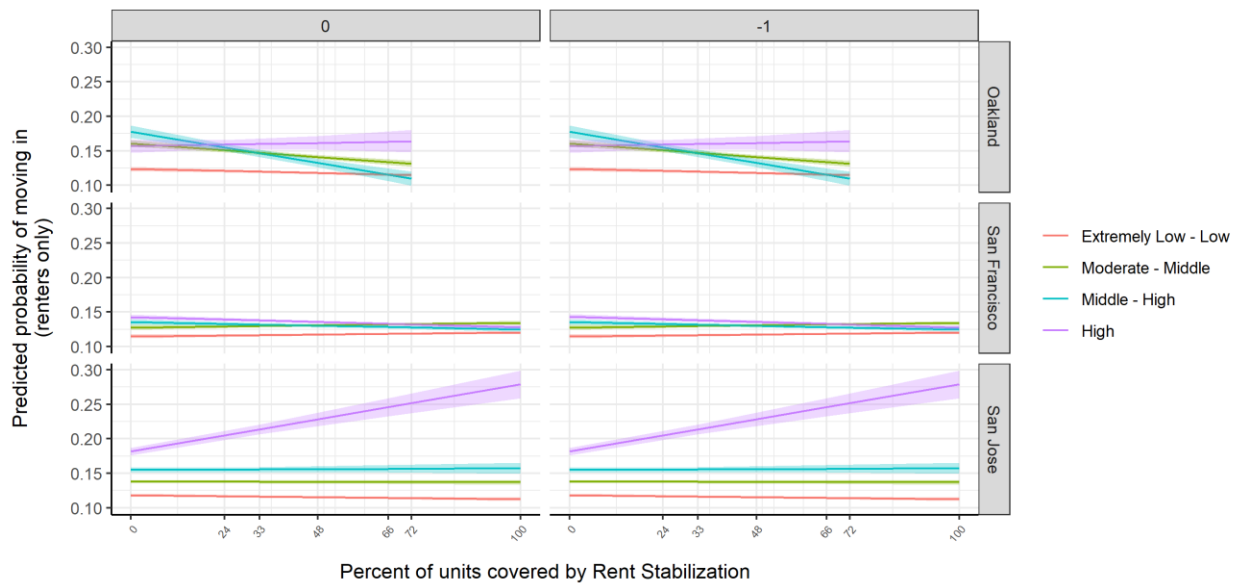 0
-1
0.30
0.25
0.20
0.15
0.10
Oakland
0.30
0.25
0.20
0.15
0.10
San Francisco
0.30
0.25
0.20
0.15
0.10
San Jose
Predicted probability of moving in
(renters only)
0 24 33 48 66 72 100
0 24 33 48 66 72 100
Percent of units covered by Rent Stabilization
Extremely Low - Low
Moderate - Middle
Middle - High
High